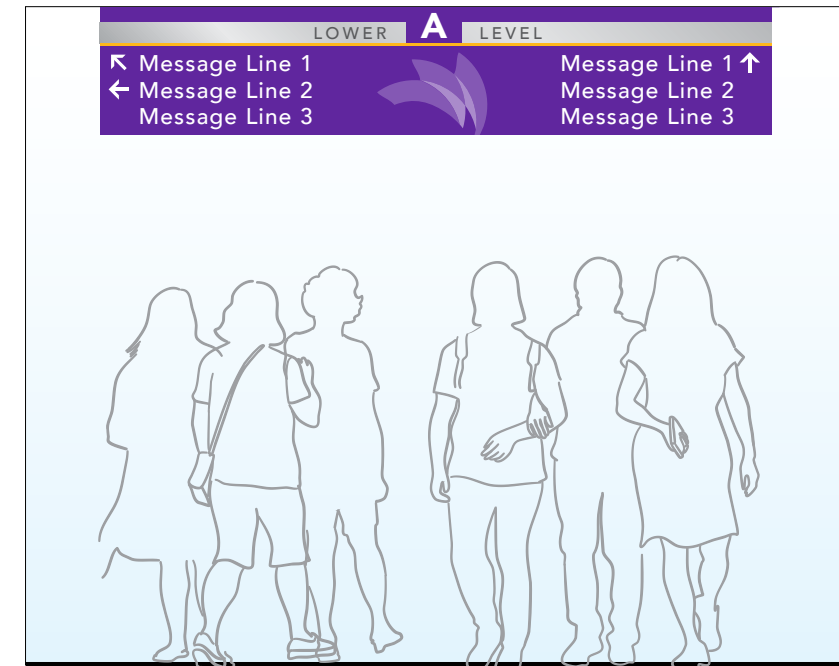 LOWER A LEVEL
Message Line 1
Message Line 2
Message Line 3
Message Line 1
Message Line 2
Message Line 3